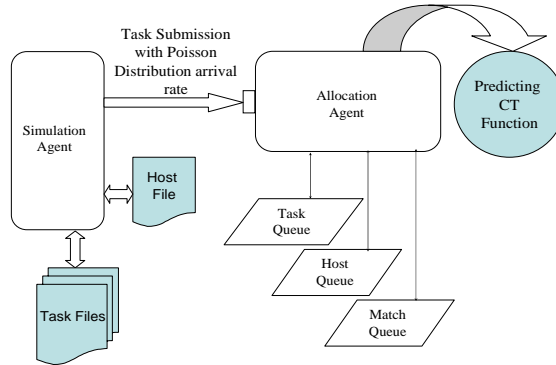 Task Submission
with Poisson
Distribution arrival
rate
Simulation
Agent
Allocation
Agent
Predicting
CT
Function
Host
File
Task
Queue
Host
Queue
Task Files
Match
Queue